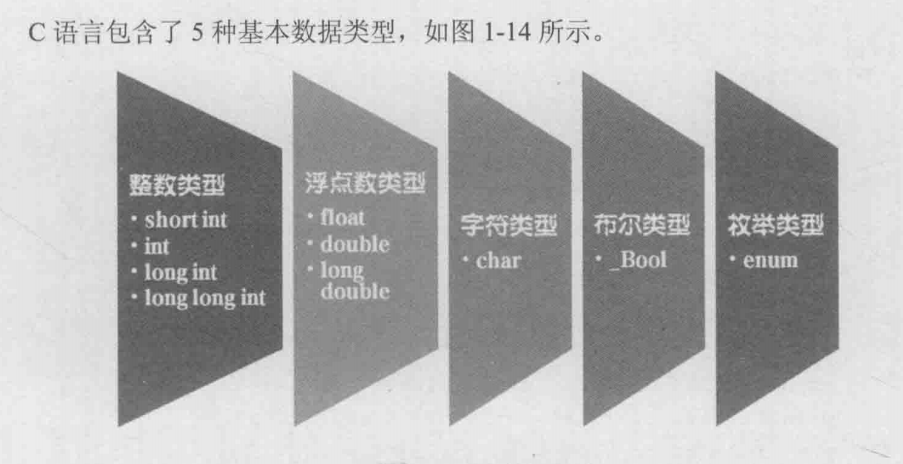 C 语言包含了 5 种基本数据类型，如图 1-14 所示。
整数类型
· short int
· int
· long int
· long long int
浮点数类型
· float
· double
· long
double
字符类型
· char
布尔类型
· _Bool
枚举类型
· enum